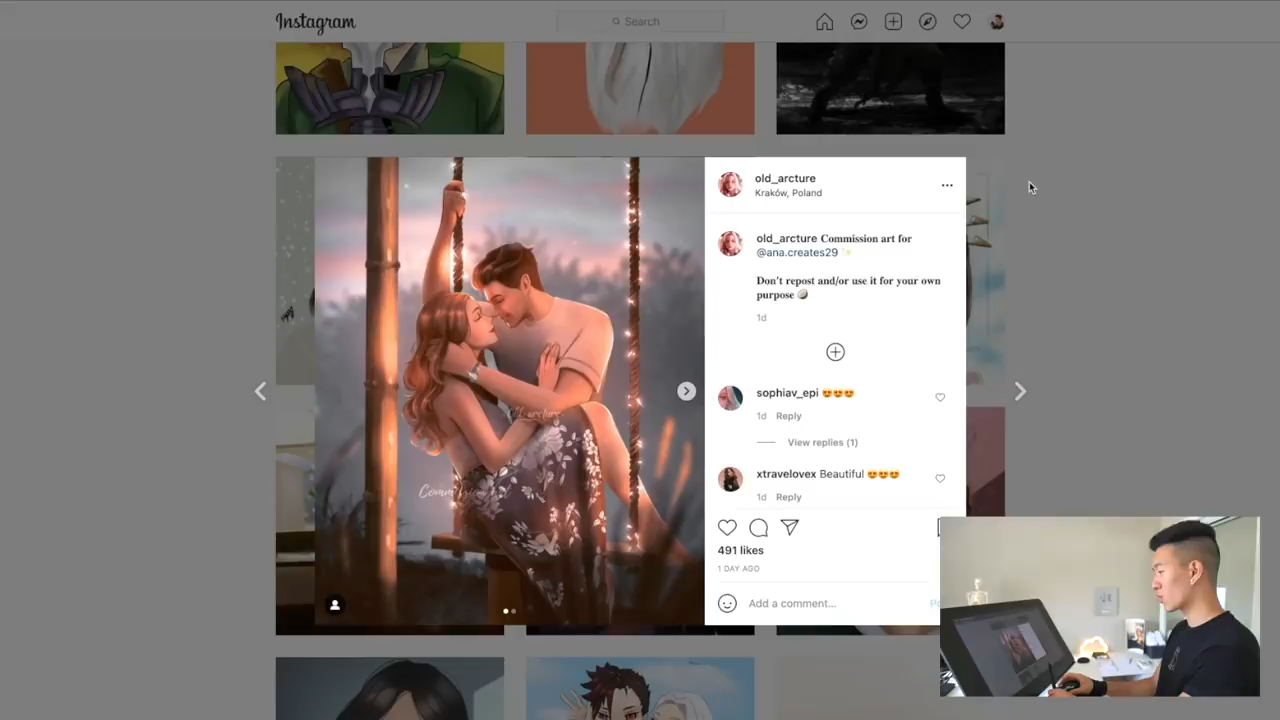 Instagram
Search
old_arcture
Kraków, Poland
old_arcture Commission art for
@ana.creates29 ✨
Don't repost and/or use it for your own
purpose
1d
sophiav_epi 😍😍😍
1d Reply
View replies (1)
xtravelovex Beautiful 😍😍😍
1d Reply
491 likes
1 DAY AGO
Add a comment...
Old_arcture